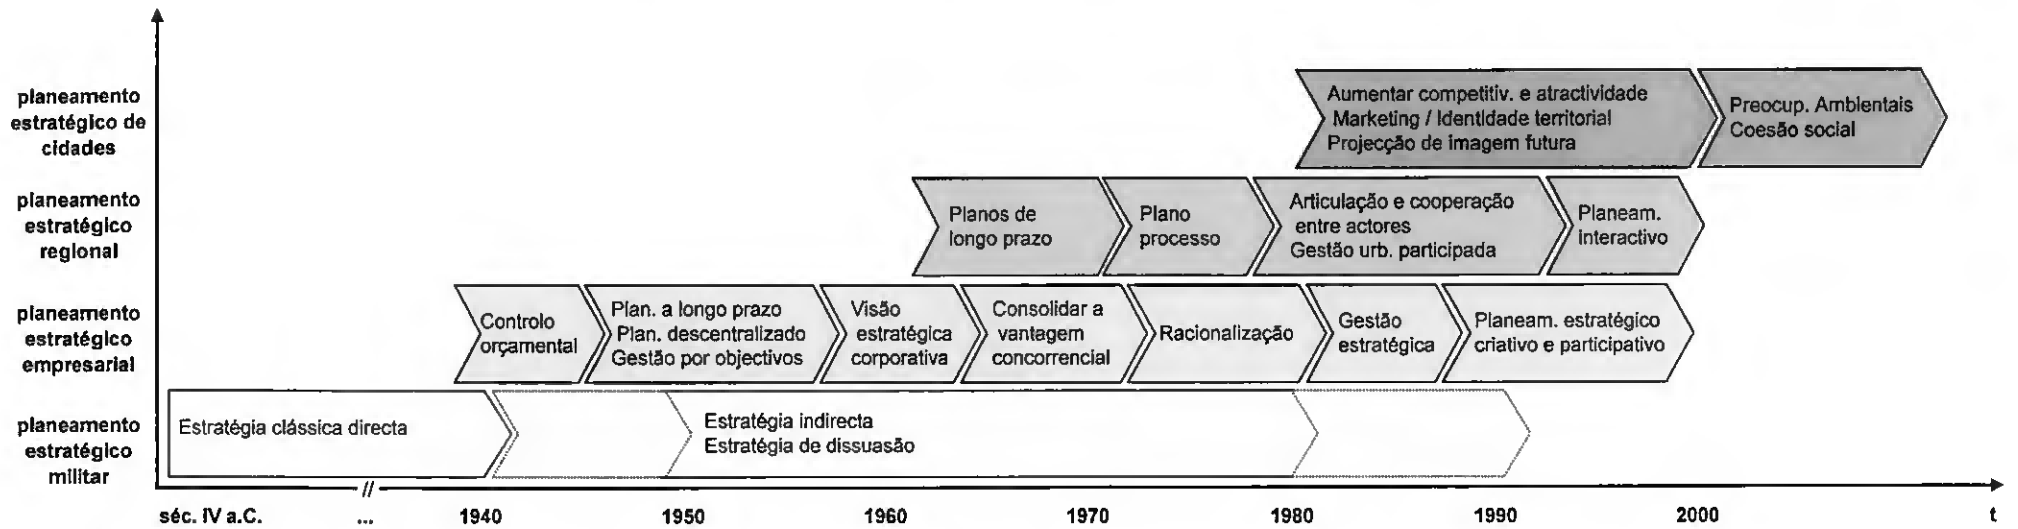 planeamento
estratégico de
cidades
Aumentar competitiv. e atractividade
Marketing / Identidade territorial
Projecção de imagem futura
Preocup. Ambientais
Coesão social
planeamento
estratégico
regional
Planos de
longo prazo
Plano
processo
Articulação e cooperação
entre actores
Gestão urb. participada
Planeam.
interactivo
planeamento
estratégico
empresarial
Controlo
orçamental
Plan. a longo prazo
Plan. descentralizado
Gestão por objectivos
Visão
estratégica
corporativa
Consolidar a
vantagem
concorrencial
Racionalização
Gestão
estratégica
Planeam. estratégico
criativo e participativo
planeamento
estratégico
militar
Estratégia clássica directa
Estratégia indirecta
Estratégia de dissuasão
//
séc. IV a.C. ... 1940 1950 1960 1970 1980 1990 2000 t